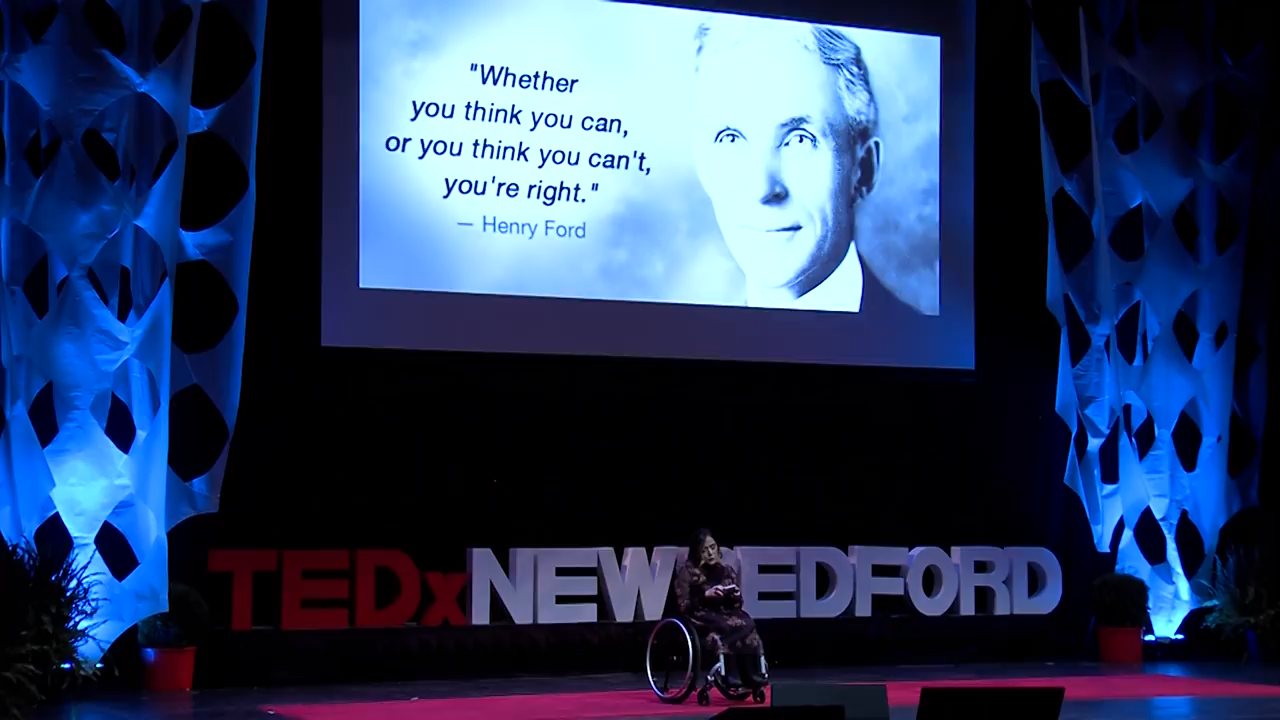 "Whether
you think you can,
or you think you can't,
you're right."
— Henry Ford
TEDxNEW EDFORD